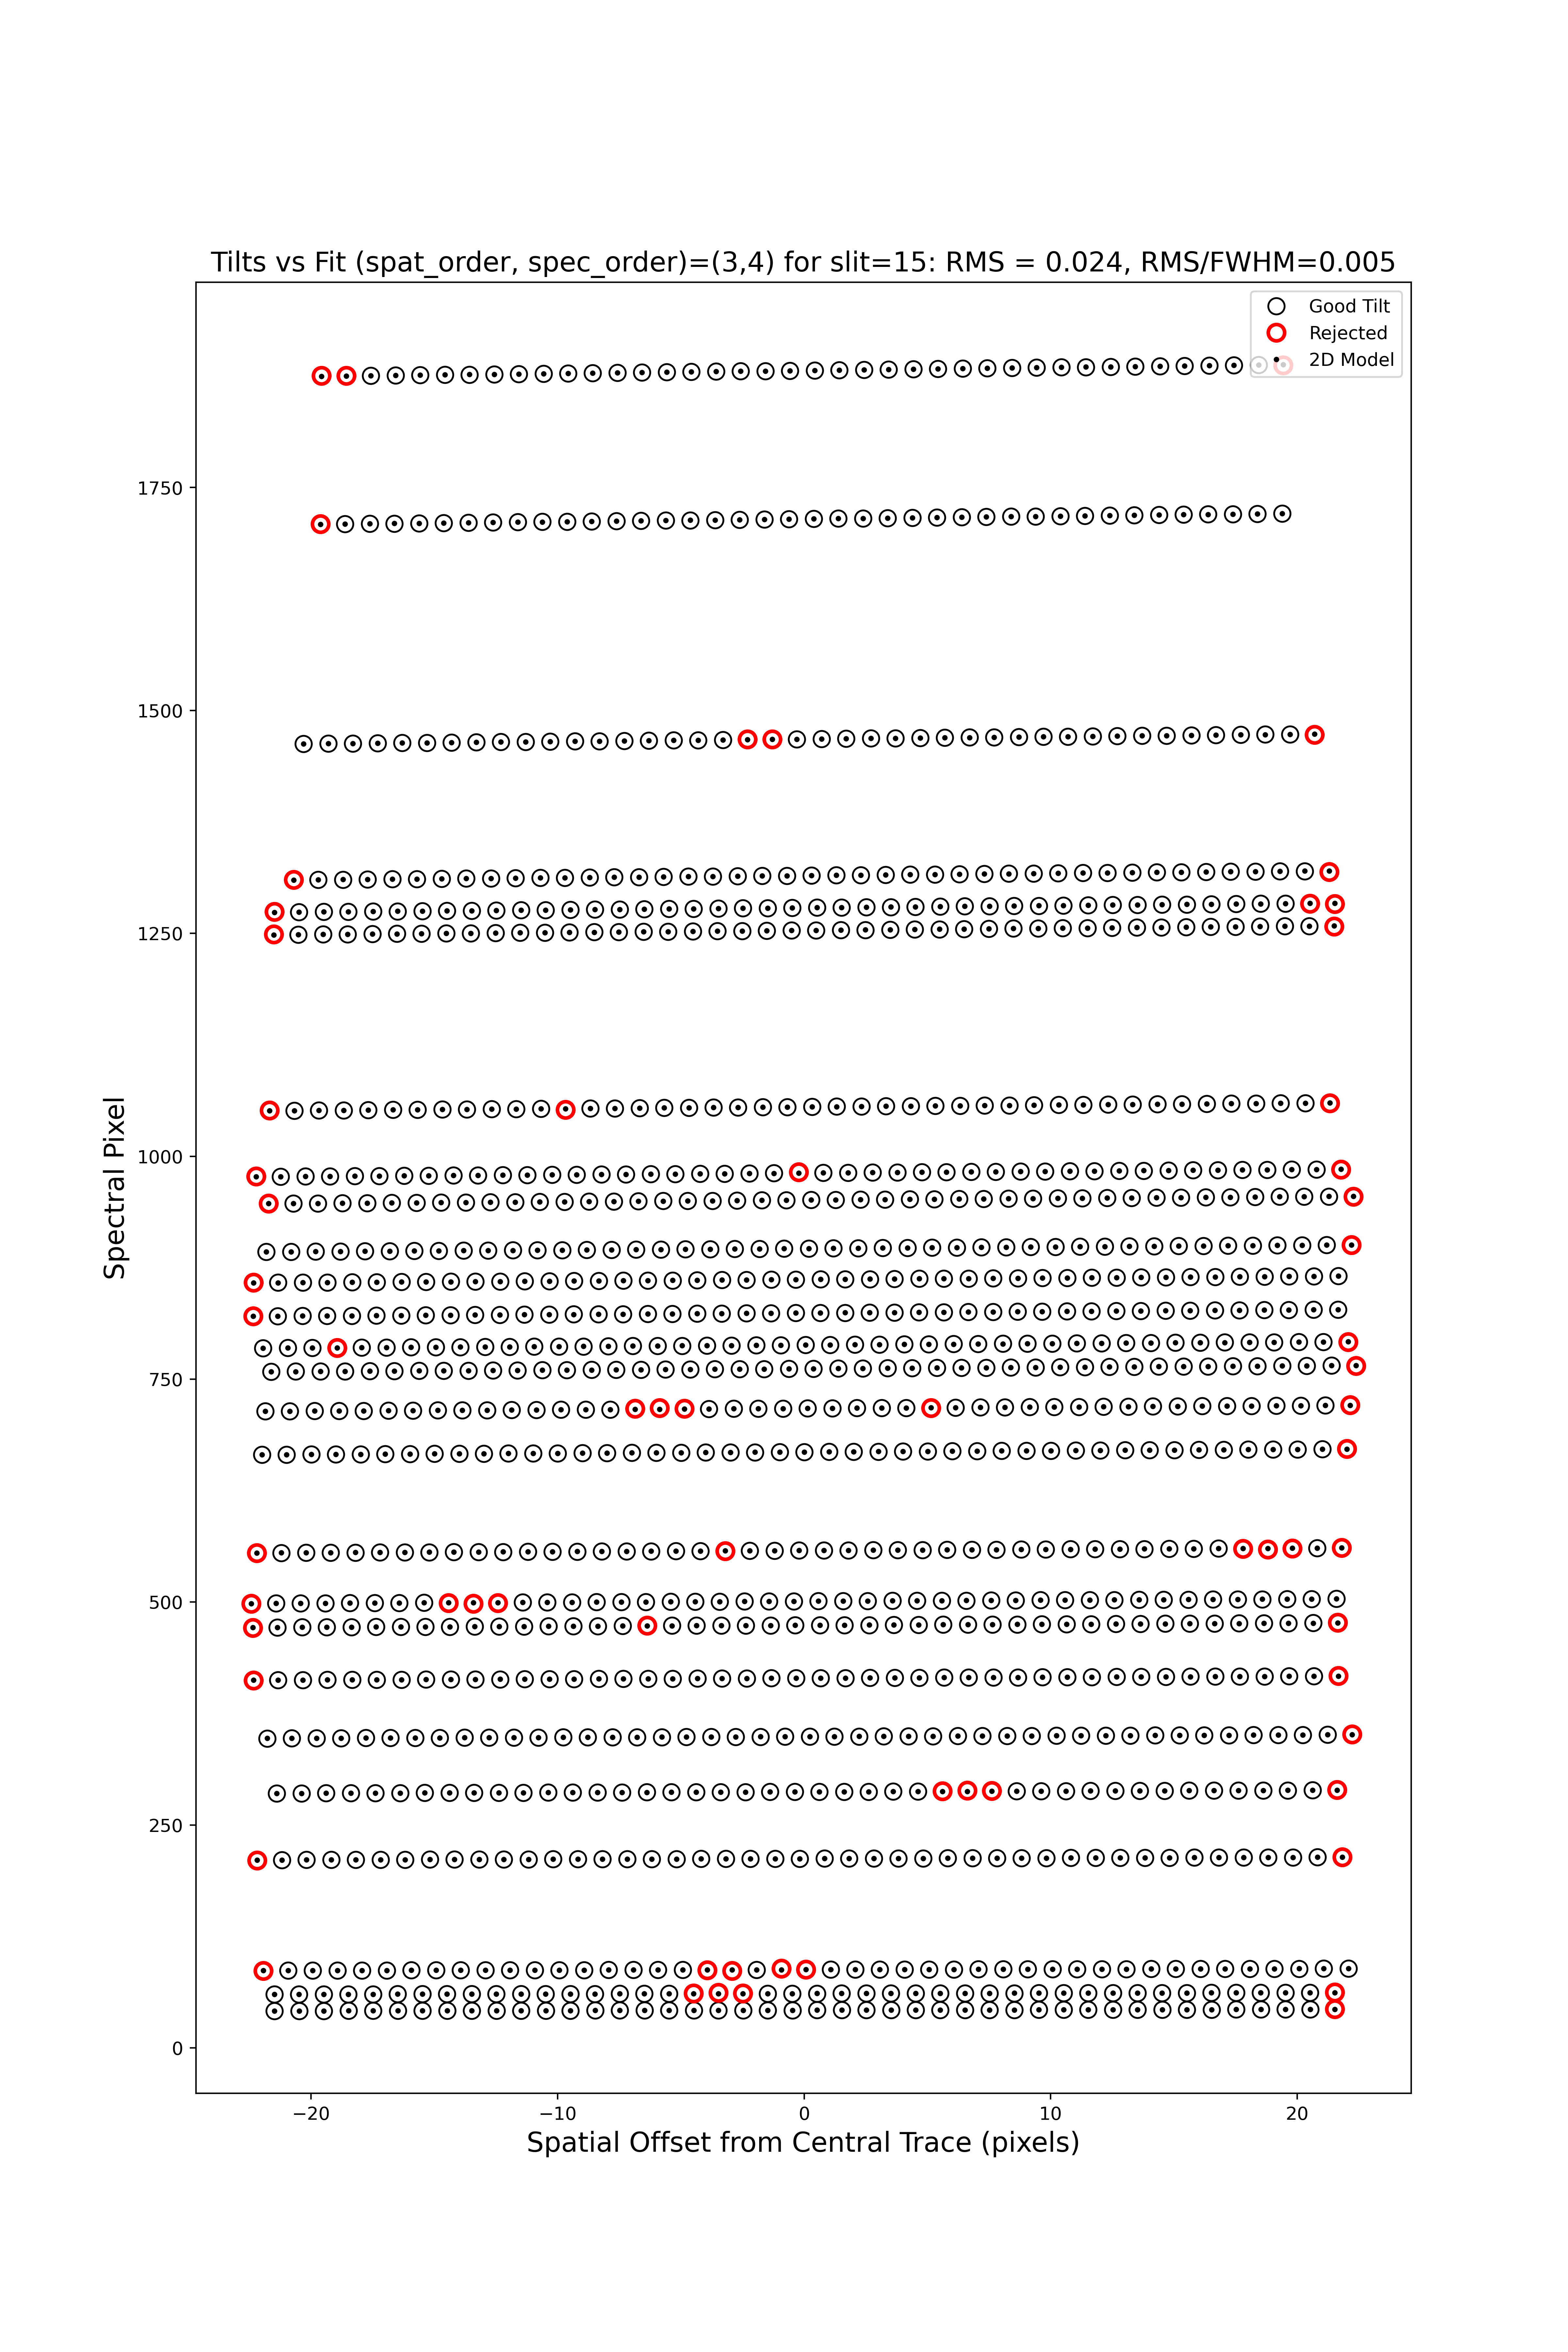 Tilts vs Fit (spat_order, spec_order)=(3,4) for slit=15: RMS = 0.024, RMS/FWHM=0.005
Good Tilt
Rejected
2D Model
1750
1500
1250
1000
750
500
250
0
Spectral Pixel
−20
−10
0
10
20
Spatial Offset from Central Trace (pixels)